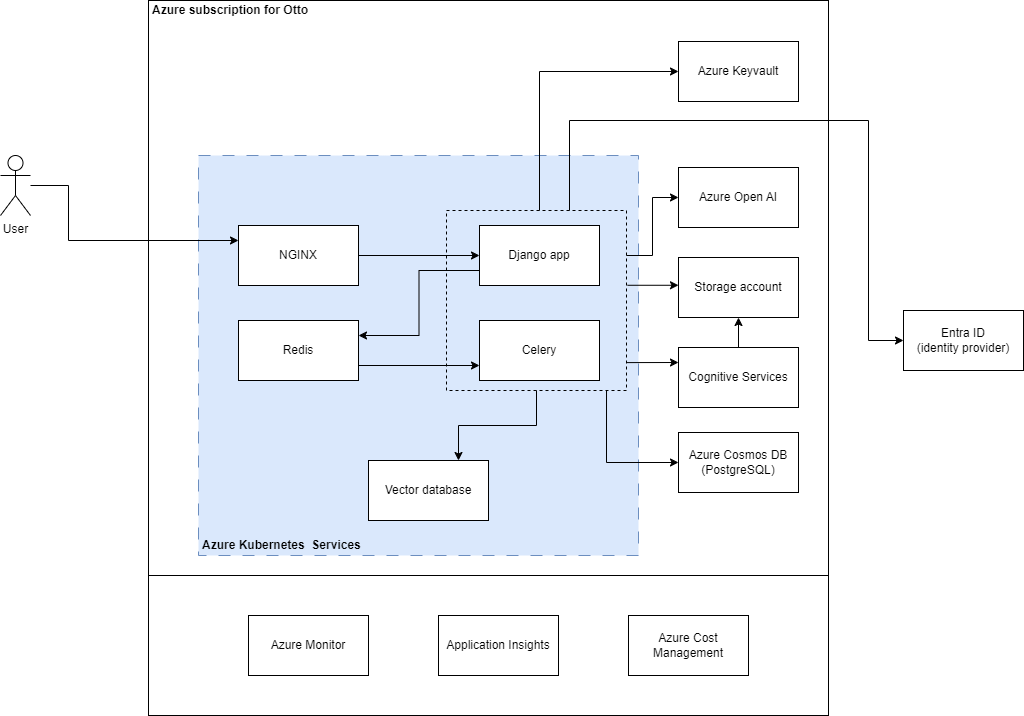 Azure subscription for Otto
Azure Keyvault
User
Azure Open AI
NGINX
Django app
Storage account
Redis
Celery
Entra ID
(identity provider)
Cognitive Services
Azure Cosmos DB
(PostgreSQL)
Vector database
Azure Kubernetes  Services
Azure Monitor
Application Insights
Azure Cost
Management